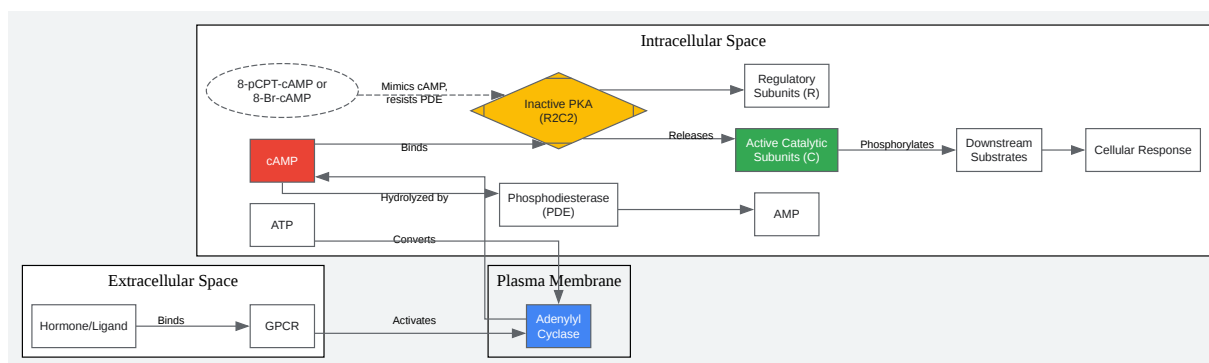 Intracellular Space
8-pCPT-cAMP or
8-Br-cAMP
Mimics cAMP,
resists PDE
Inactive PKA
(R2C2)
Regulatory
Subunits (R)
cAMP
Binds
Releases
Active Catalytic
Subunits (C)
Phosphorylates
Downstream
Substrates
Cellular Response
Hydrolyzed by
Phosphodiesterase
(PDE)
AMP
ATP
Converts
Extracellular Space
Plasma Membrane
Hormone/Ligand
Binds
GPCR
Activates
Adenylyl
Cyclase